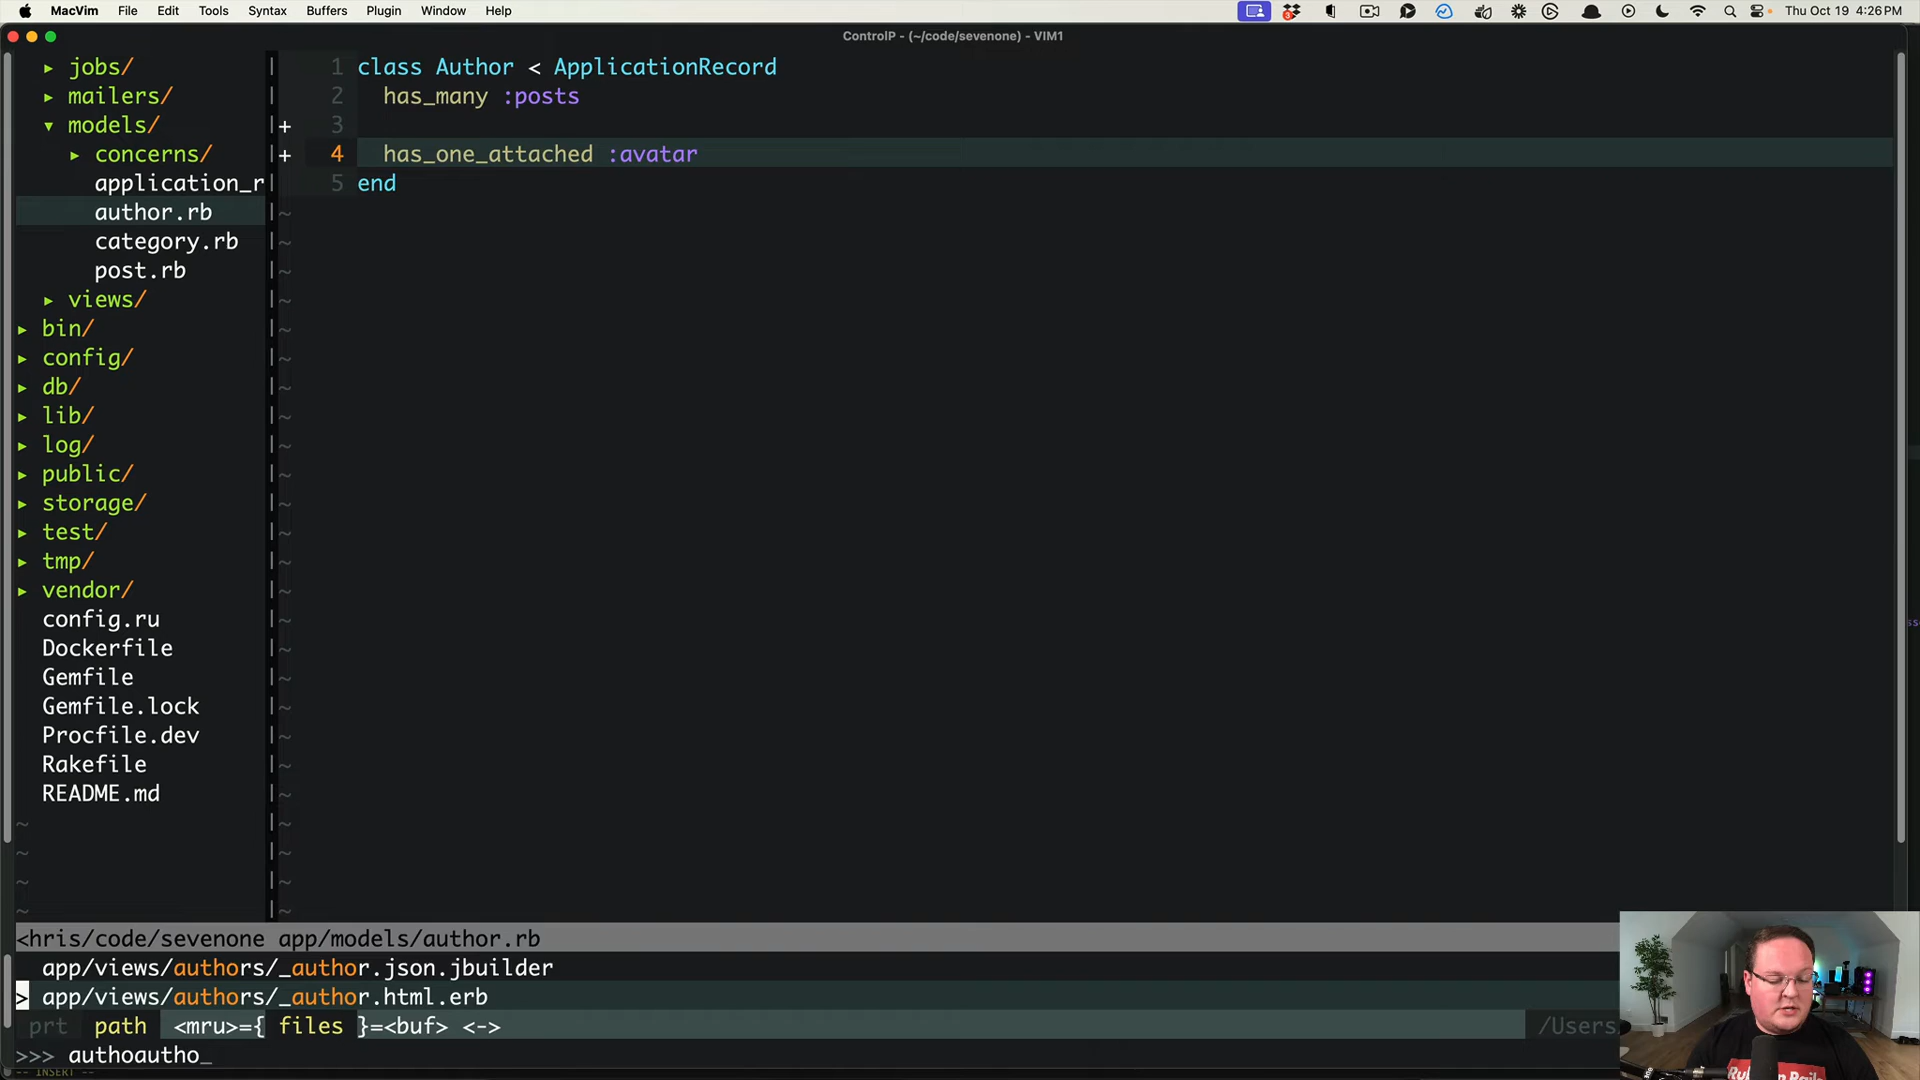 MacVim File Edit Tools Syntax Buffers Plugin Window Help
Thu Oct 19 4:26 PM
ControlP - (~/code/sevenone) - VIM1
▸ jobs/
▸ mailers/
▾ models/
▸ concerns/
application_r
author.rb
category.rb
post.rb
▸ views/
▸ bin/
▸ config/
▸ db/
▸ lib/
▸ log/
▸ public/
▸ storage/
▸ test/
▸ tmp/
▸ vendor/
config.ru
Dockerfile
Gemfile
Gemfile.lock
Procfile.dev
Rakefile
README.md
1 class Author < ApplicationRecord
2 has_many :posts
+ 3
+ 4 has_one_attached :avatar
5 end
<hris/code/sevenone app/models/author.rb
app/views/authors/_author.json.jbuilder
> app/views/authors/_author.html.erb
prt path <mru>={ files }=<buf> <-> /Users
>>> authoautho_
-- INSERT --